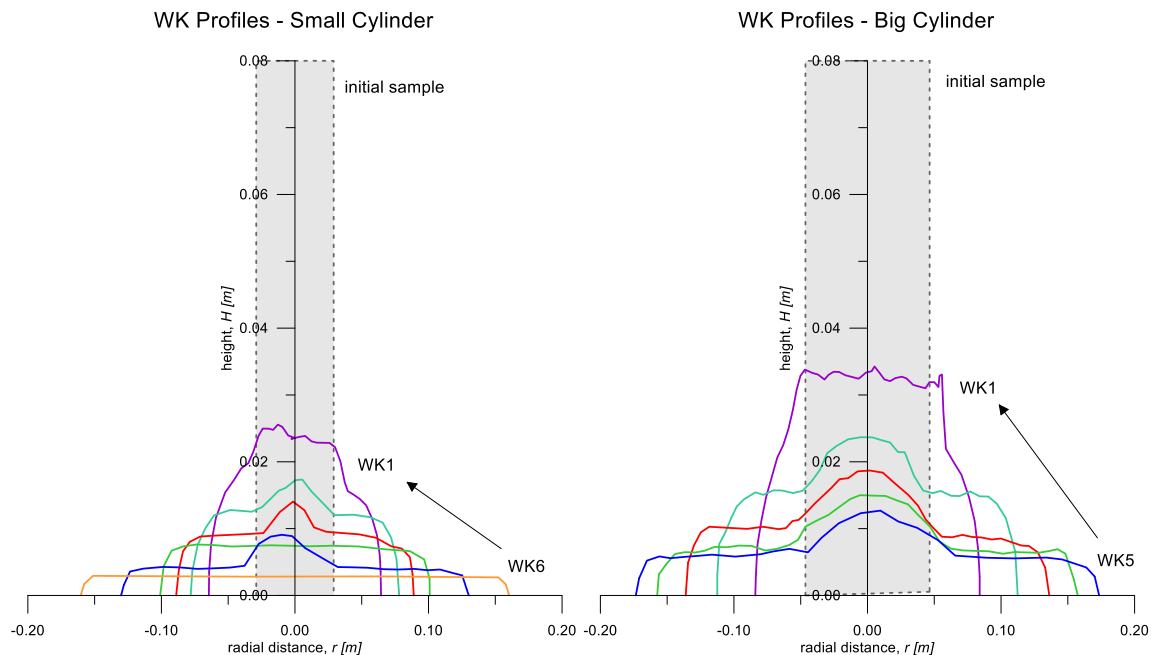 WK Profiles - Small Cylinder
0.08
initial sample
0.06
height, H [m]
0.04
0.02
WK1
WK6
0.00
-0.20
-0.10
0.00
0.10
0.20
radial distance, r [m]
WK Profiles - Big Cylinder
0.08
initial sample
0.06
height, H [m]
0.04
WK1
0.02
WK5
0.00
-0.20
-0.10
0.00
0.10
0.20
radial distance, r [m]